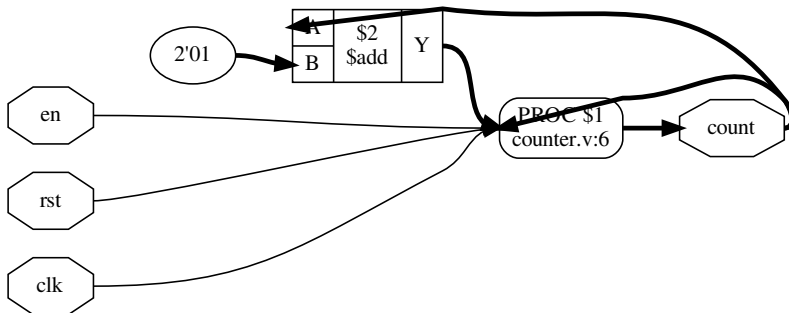 2'01
A
B
$2
$add
Y
en
rst
clk
PROC $1
counter.v:6
count